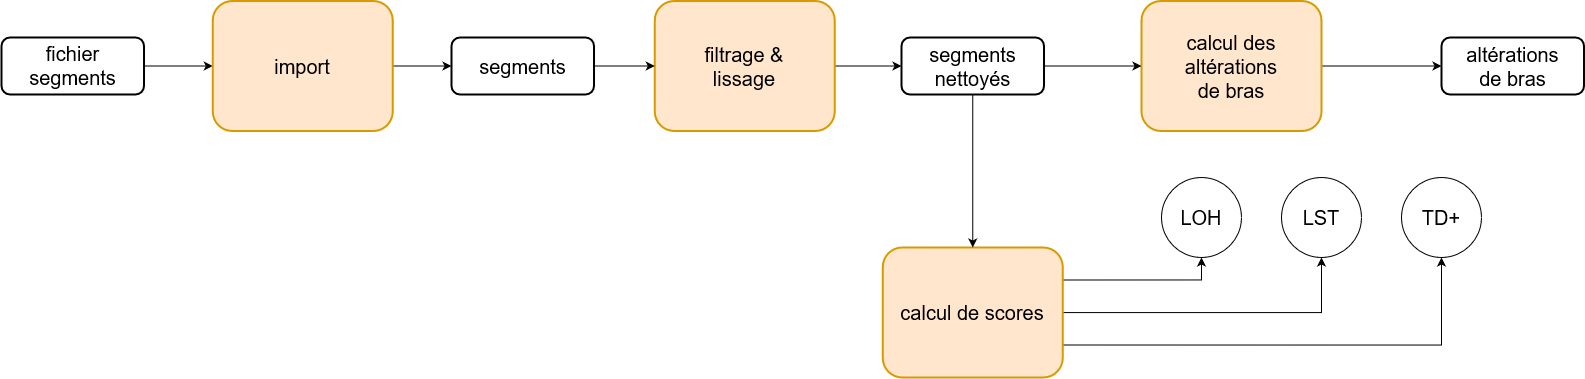 fichier
segments
import
segments
filtrage &
lissage
segments
nettoyés
calcul des
altérations
de bras
altérations
de bras
LOH
LST
TD+
calcul de scores